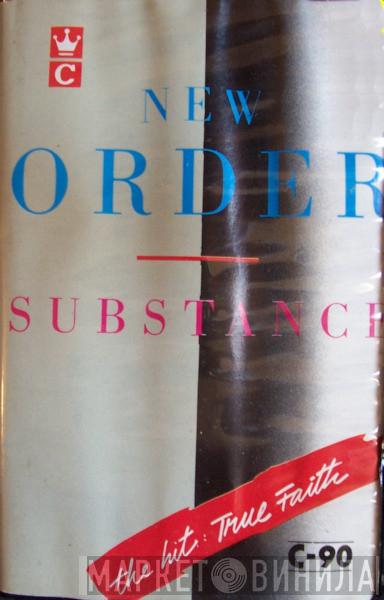 C
NEW
ORDER
SUBSTANCE
the hit: True Faith
C-90
МАРКЕТ ВИНИЛА